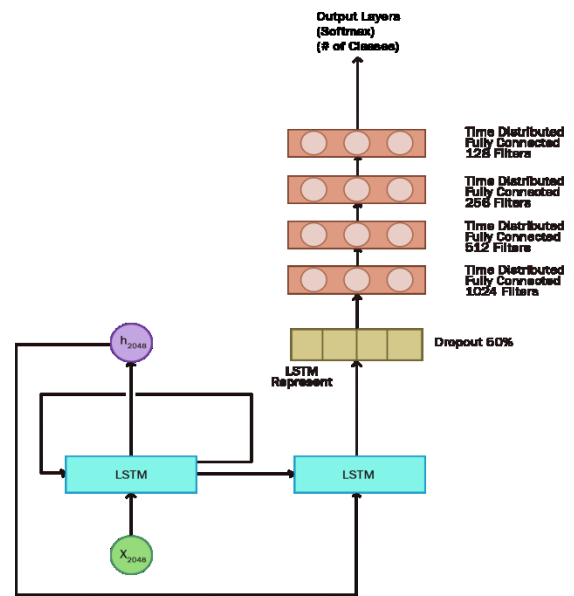 Output Layers
(Softmax)
(# of Classes)
Time Distributed
Fully Connected
128 Filters
Time Distributed
Fully Connected
256 Filters
Time Distributed
Fully Connected
512 Filters
Time Distributed
Fully Connected
1024 Filters
h2048
Dropout 50%
LSTM
Represent
LSTM
LSTM
X2048